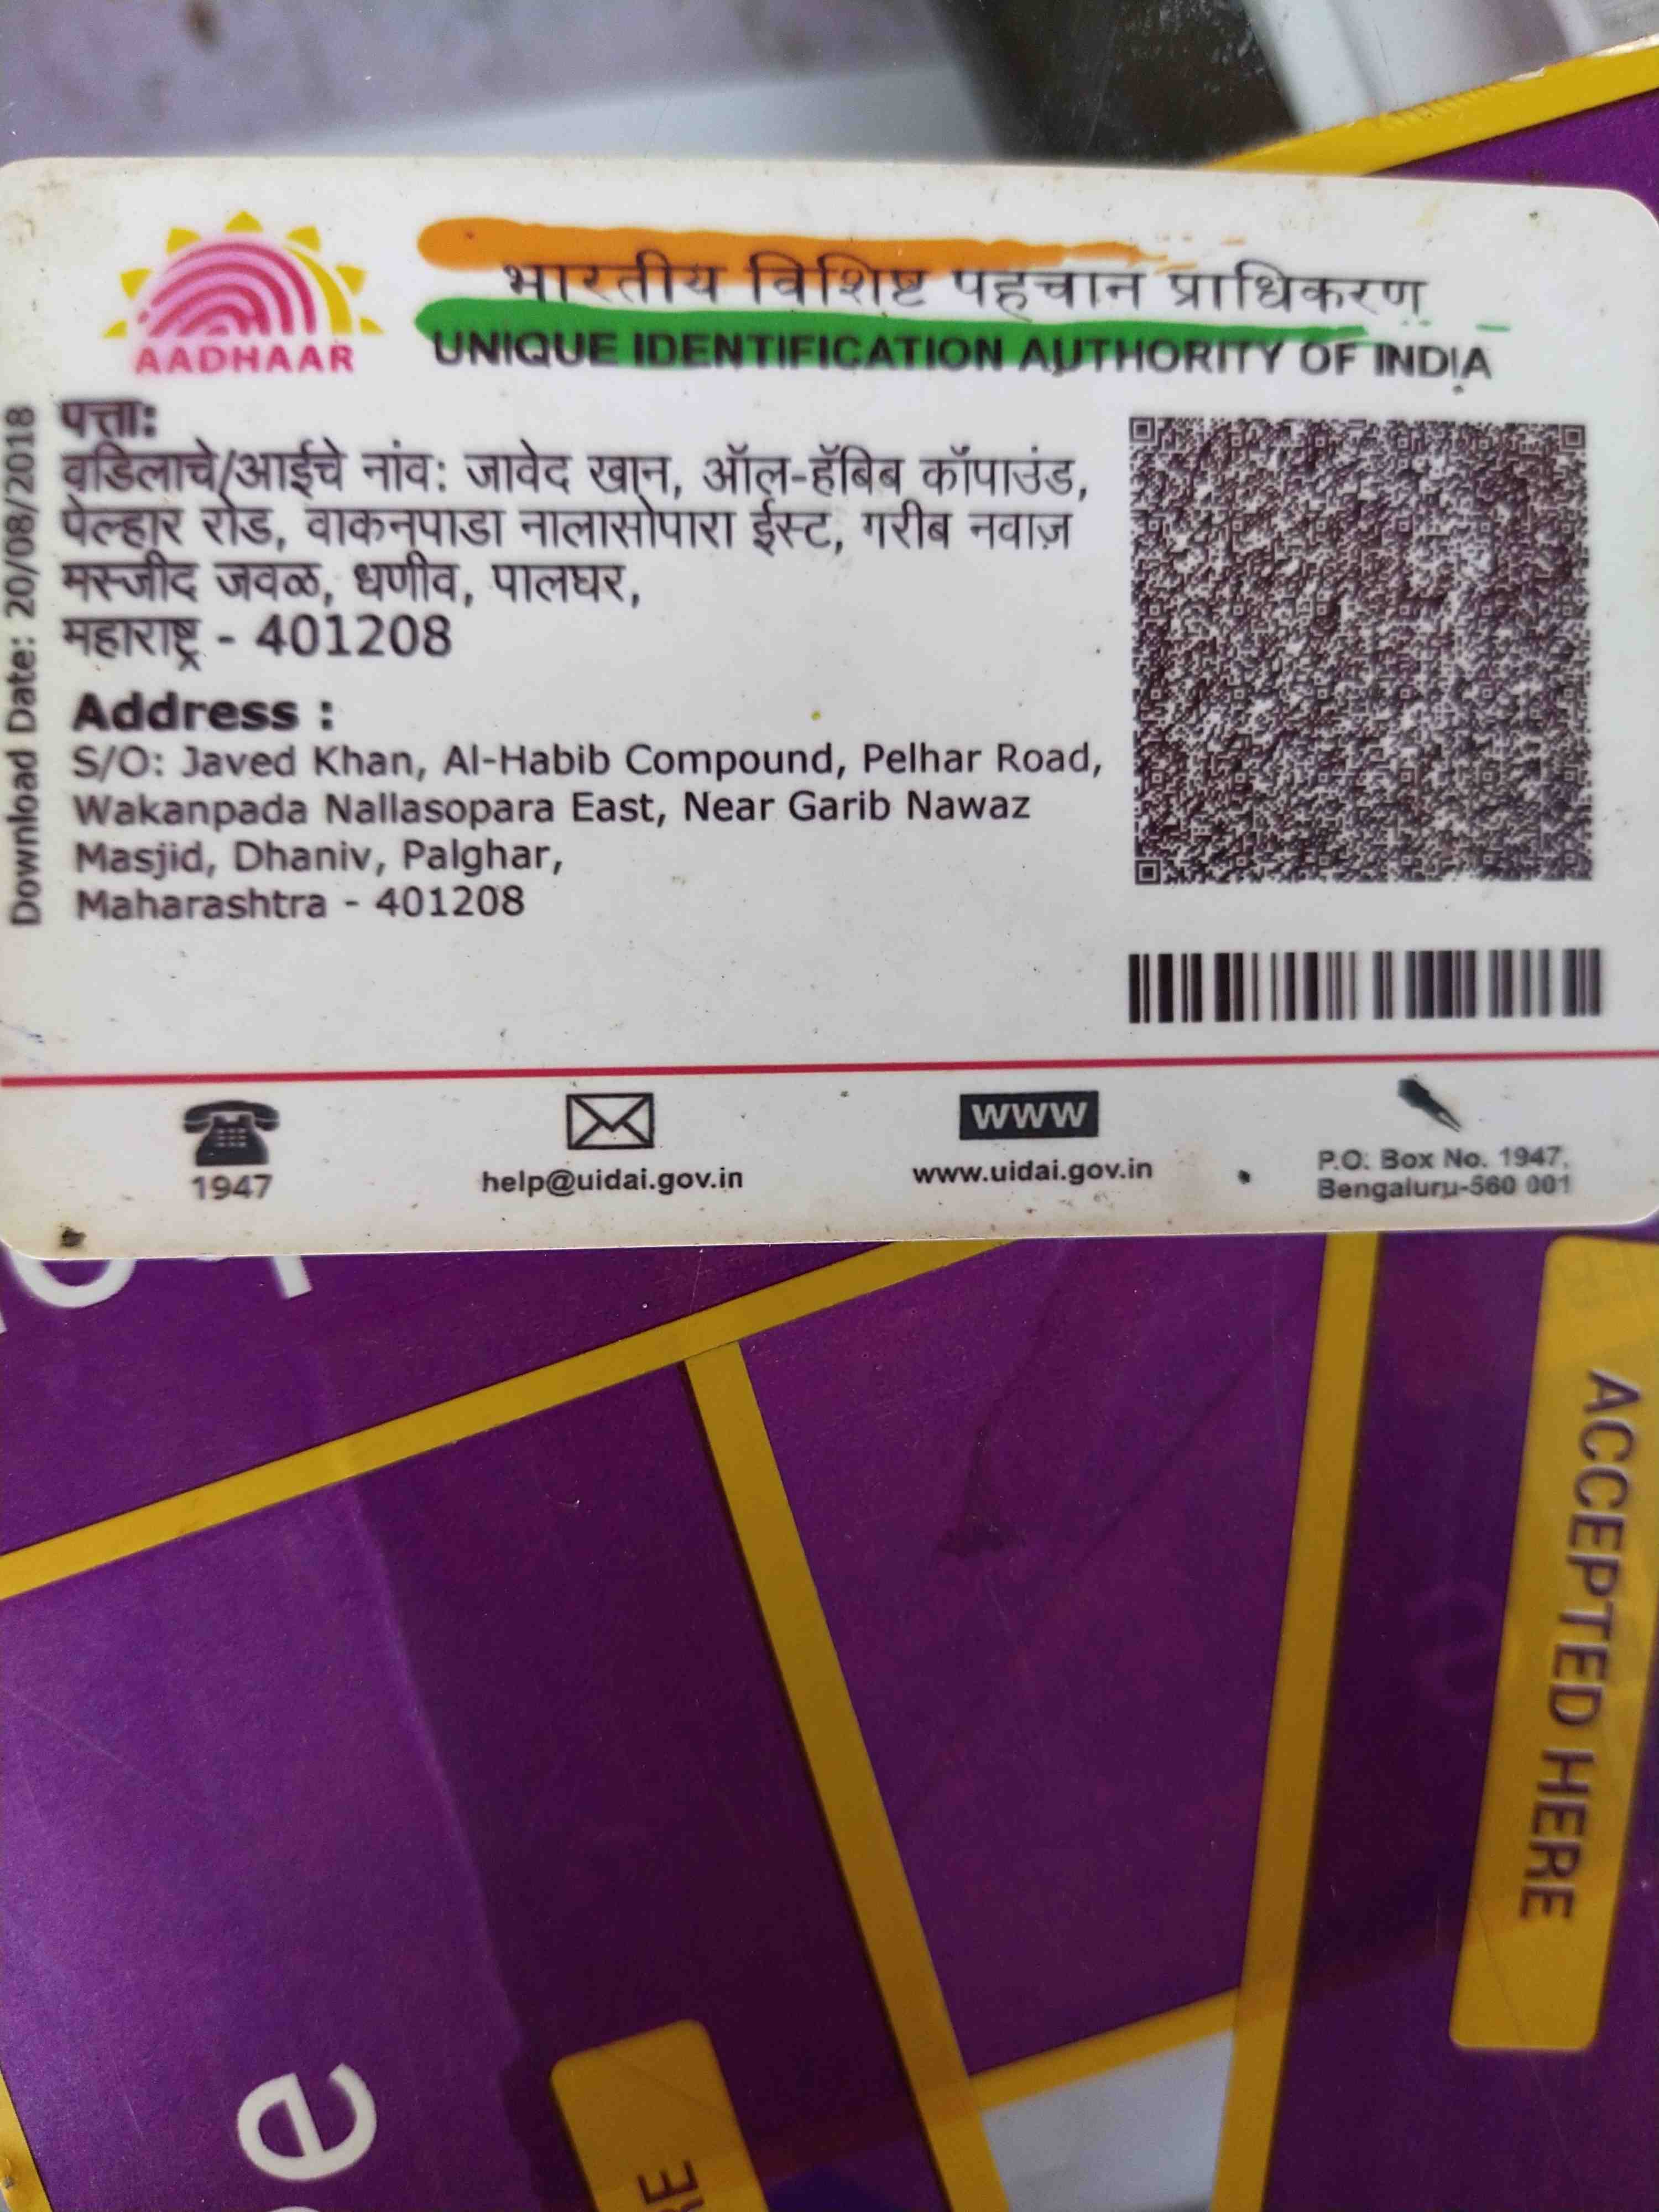 भारतीय विशिष्ट पहचान प्राधिकरण
AADHAAR
UNIQUE IDENTIFICATION AUTHORITY OF INDIA
Download Date: 20/08/2018
पत्ता:
वडिलाचे/आईचे नांव: जावेद खान, ऑल-हॅबिब कॉपाउंड,
पेल्हार रोड, वाकनपाडा नालासोपारा ईस्ट, गरीब नवाज़
मस्जीद जवळ, धणीव, पालघर,
महाराष्ट्र - 401208
Address :
S/O: Javed Khan, Al-Habib Compound, Pelhar Road,
Wakanpada Nallasopara East, Near Garib Nawaz
Masjid, Dhaniv, Palghar,
Maharashtra - 401208
1947
help@uidai.gov.in
www
www.uidai.gov.in
P.O. Box No. 1947,
Bengaluru-560 001
ACCEPTED HERE